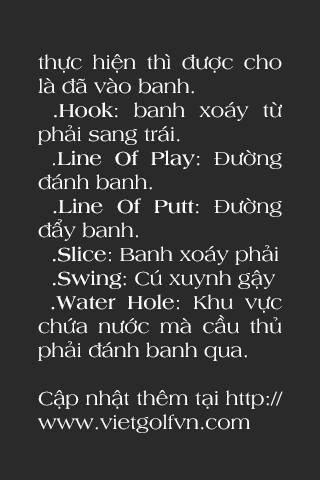 thực hiện thì được cho
là đã vào banh.
.Hook: banh xoáy từ
phải sang trái.
.Line Of Play: Đường
đánh banh.
.Line Of Putt: Đường
đẩy banh.
.Slice: Banh xoáy phải
.Swing: Cú xuynh gậy
.Water Hole: Khu vực
chứa nước mà cầu thủ
phải đánh banh qua.
Cập nhật thêm tại http://
www.vietgolfvn.com